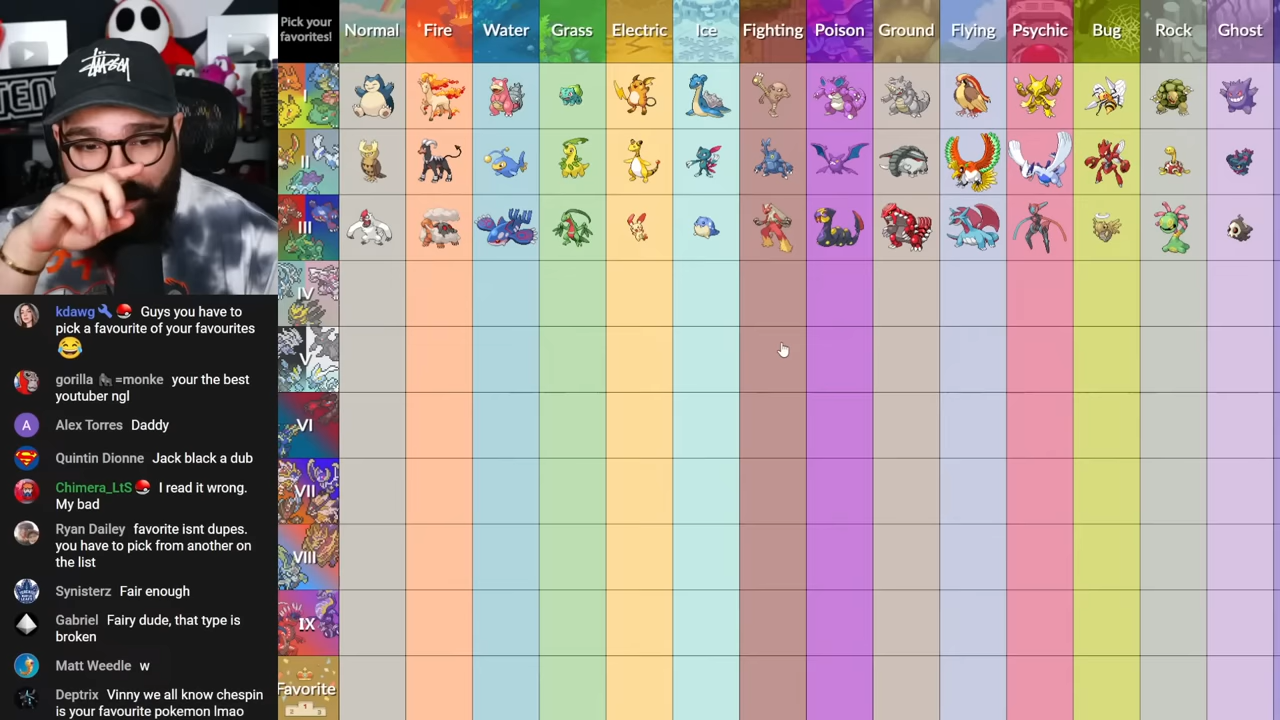 Pick your
favorites!
Normal
Fire
Water
Grass
Electric
Ice
Fighting
Poison
Ground
Flying
Psychic
Bug
Rock
Ghost
I
II
III
IV
V
VI
VII
VIII
IX
Favorite
2 1 3
STÜSSY
TEN
kdawg Guys you have to
pick a favourite of your favourites
gorilla =monke your the best
youtuber ngl
A Alex Torres Daddy
Quintin Dionne Jack black a dub
Chimera_LtS I read it wrong.
My bad
Ryan Dailey favorite isnt dupes.
you have to pick from another on
the list
Synisterz Fair enough
Gabriel Fairy dude, that type is
broken
Matt Weedle w
Deptrix Vinny we all know chespin
is your favourite pokemon lmao